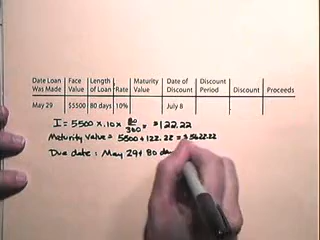 Date Loan Was Made | Face Value | Length of Loan | Rate | Maturity Value | Date of Discount | Discount Period | Discount | Proceeds
May 29 | $5500 | 80 days | 10% | July 8
I = 5500 x .10 x 80/360 = $122.22
Maturity Value = 5500 + 122.22 = $5622.22
Due date: May 29 + 80 da